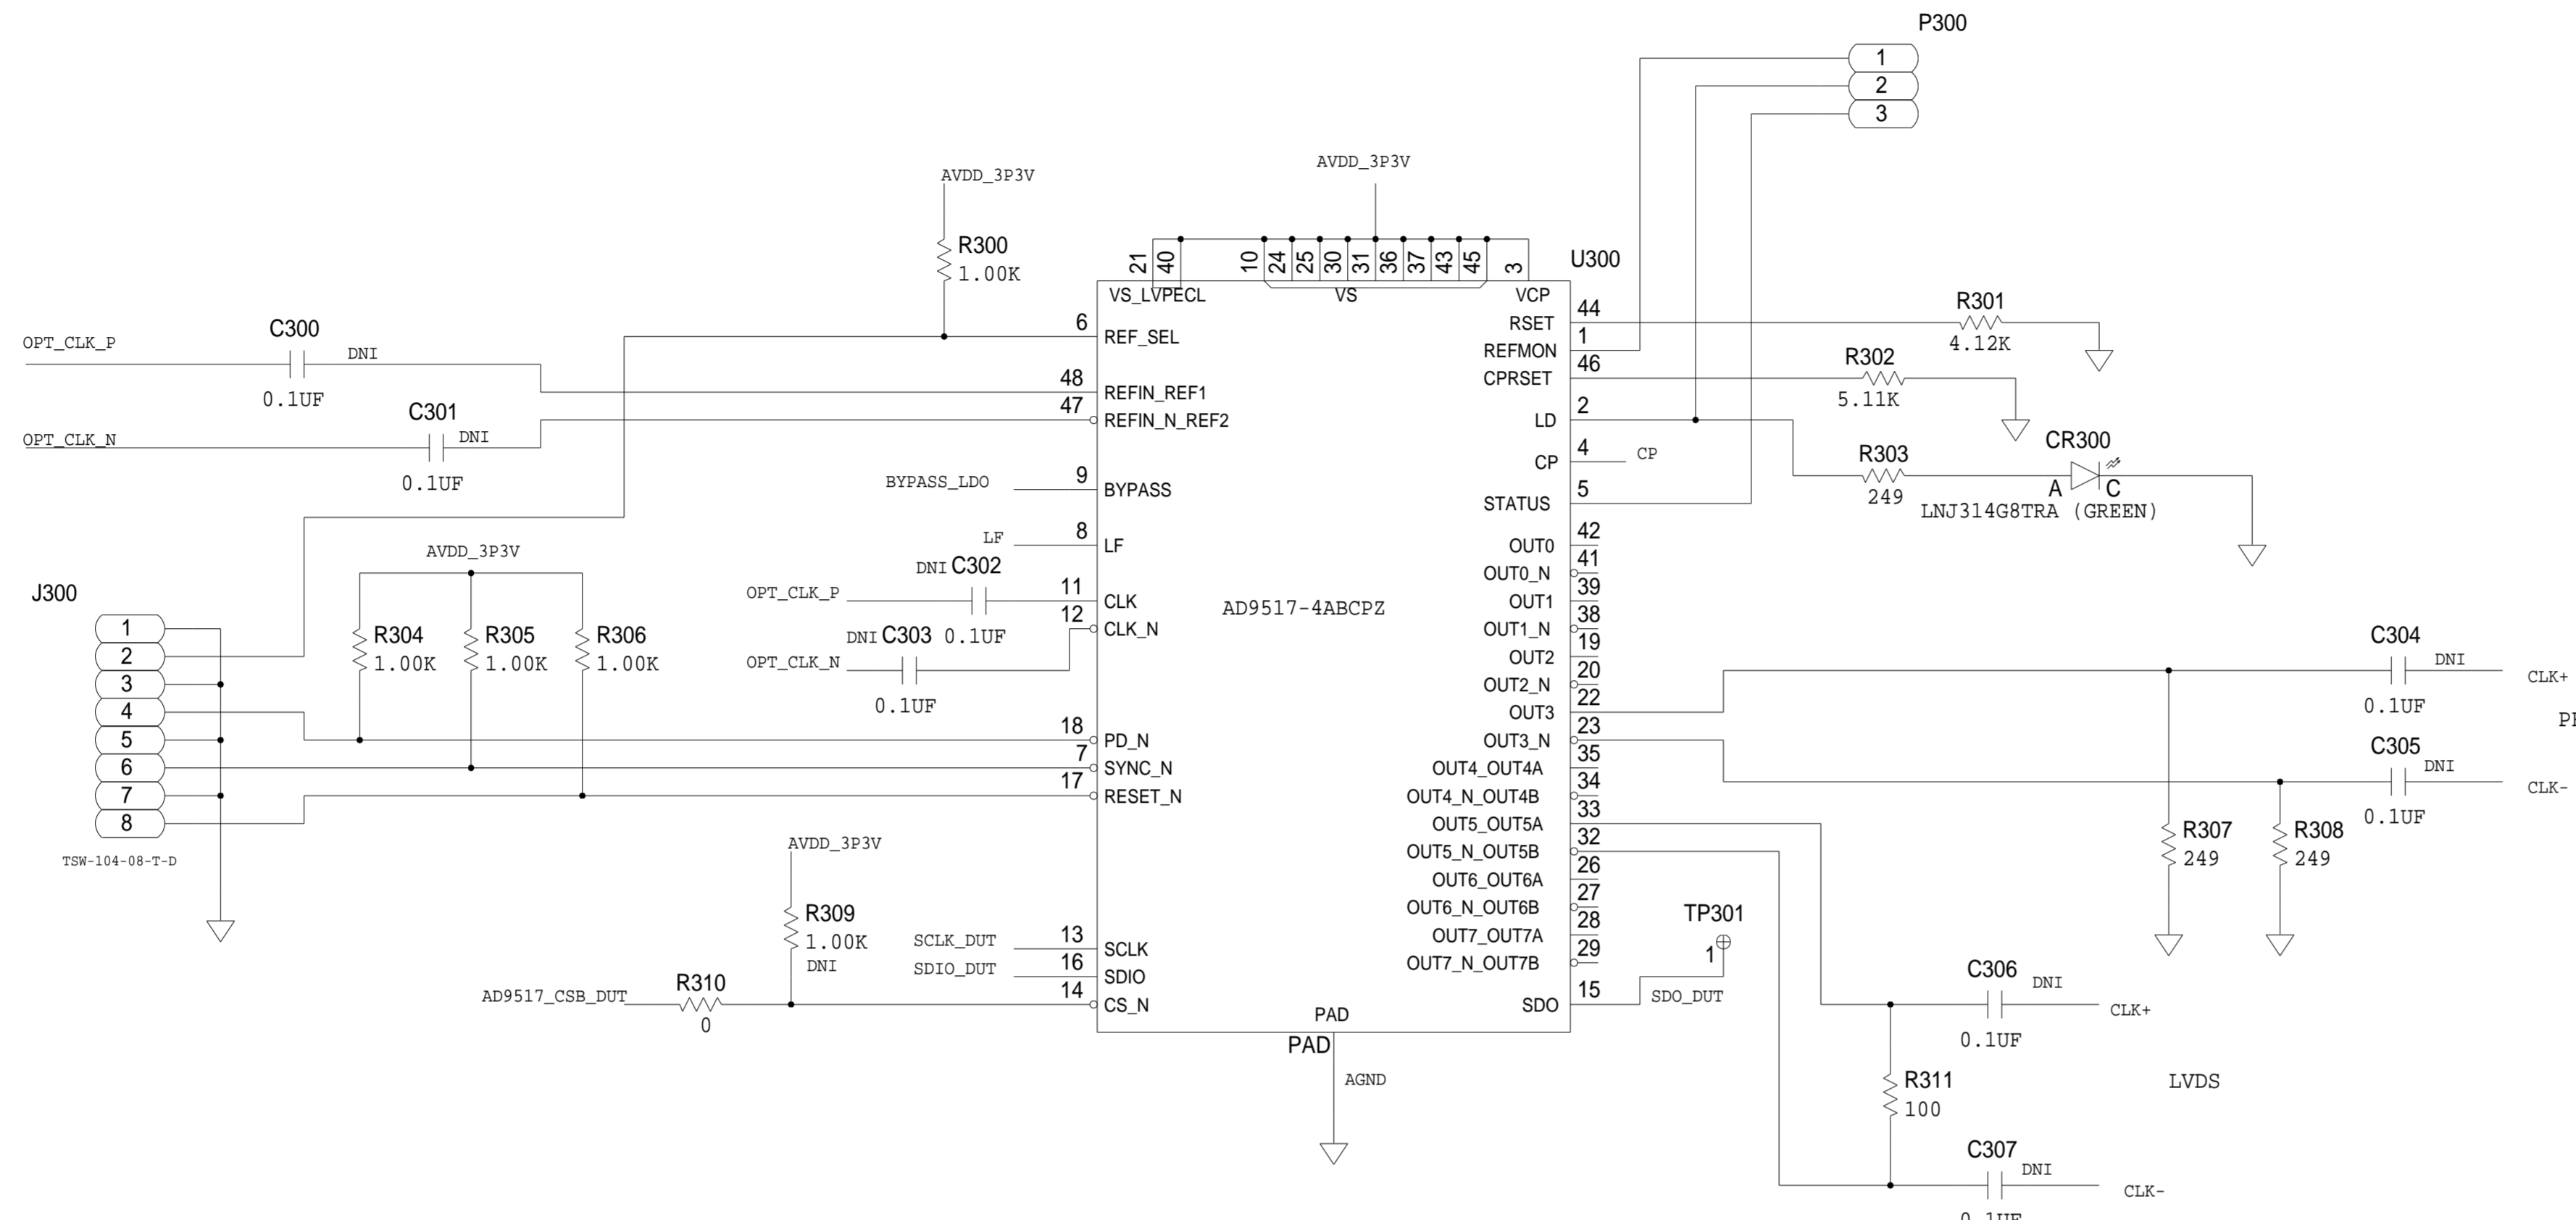 P300
1
2
3
AVDD_3P3V
AVDD_3P3V
R300
1.00K
21
40
10
24
25
30
31
36
37
43
45
3
U300
VS_LVPECL
VS
VCP
6
REF_SEL
48
REFIN_REF1
47
REFIN_N_REF2
9
BYPASS
8
LF
11
CLK
12
CLK_N
18
PD_N
7
SYNC_N
17
RESET_N
13
SCLK
16
SDIO
14
CS_N
AD9517-4ABCPZ
PAD
PAD
AGND
44
RSET
1
REFMON
46
CPRSET
2
LD
4
CP
CP
5
STATUS
42
OUT0
41
OUT0_N
39
OUT1
38
OUT1_N
19
OUT2
20
OUT2_N
22
OUT3
23
OUT3_N
35
OUT4_OUT4A
34
OUT4_N_OUT4B
33
OUT5_OUT5A
32
OUT5_N_OUT5B
26
OUT6_OUT6A
27
OUT6_N_OUT6B
28
OUT7_OUT7A
29
OUT7_N_OUT7B
15
SDO
SDO_DUT
TP301
1
OPT_CLK_P
C300
DNI
0.1UF
OPT_CLK_N
C301
DNI
0.1UF
BYPASS_LDO
LF
DNI C302
OPT_CLK_P
0.1UF
DNI C303
OPT_CLK_N
0.1UF
AVDD_3P3V
R304
1.00K
R305
1.00K
R306
1.00K
J300
1
2
3
4
5
6
7
8
TSW-104-08-T-D
AVDD_3P3V
R309
1.00K
DNI
SCLK_DUT
SDIO_DUT
AD9517_CSB_DUT
R310
0
R301
4.12K
R302
5.11K
R303
249
CR300
A C
LNJ314G8TRA (GREEN)
C304
DNI
0.1UF
CLK+
C305
DNI
0.1UF
CLK-
R307
249
R308
249
C306
DNI
0.1UF
CLK+
R311
100
LVDS
C307
DNI
CLK-
0.1UF